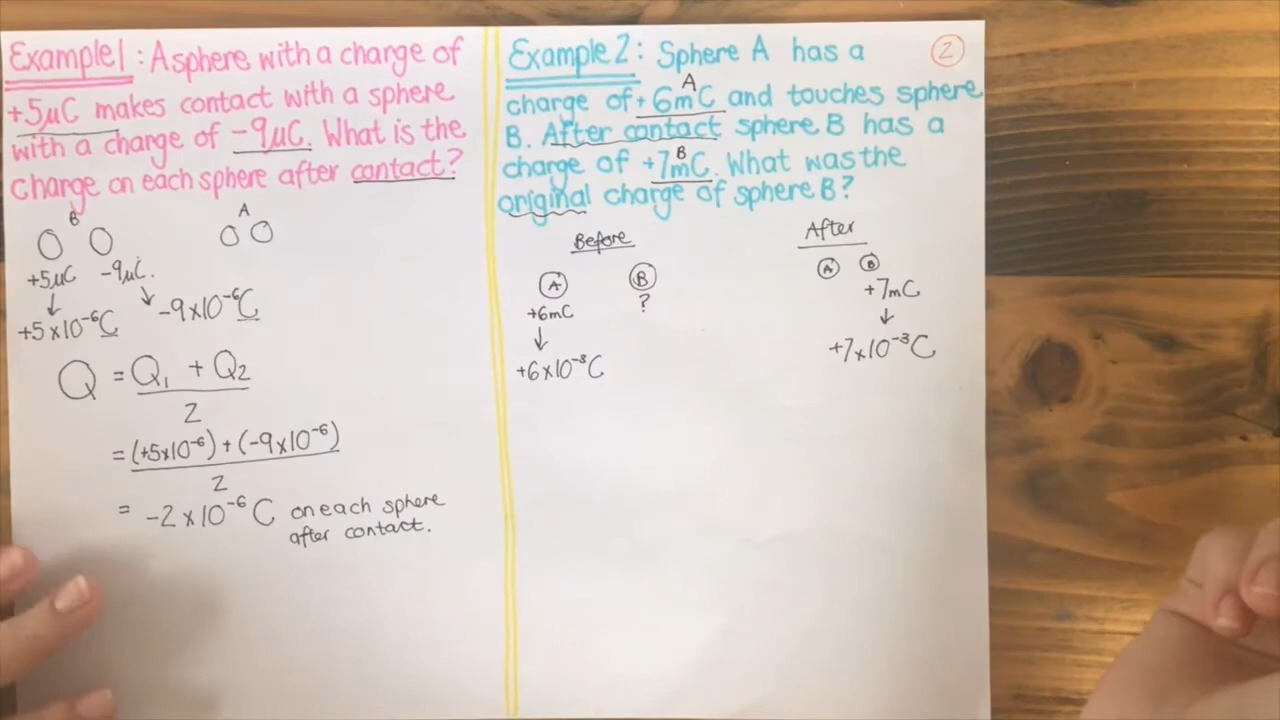 Example 1: A sphere with a charge of
+5μC makes contact with a sphere
with a charge of -9μC. What is the
charge on each sphere after contact?
B
A
+5μC -9μC.
+5x10⁻⁶C
-9x10⁻⁶C
Q = Q₁ + Q₂
2
= (+5x10⁻⁶) + (-9x10⁻⁶)
2
= -2x10⁻⁶C on each sphere
after contact.
Example 2: Sphere A has a
2
A
charge of +6mC and touches sphere
B. After contact sphere B has a
B
charge of +7mC. What was the
original charge of sphere B?
Before
A B
+6mC ?
+6x10⁻³C
After
A B
+7mC
+7x10⁻³C